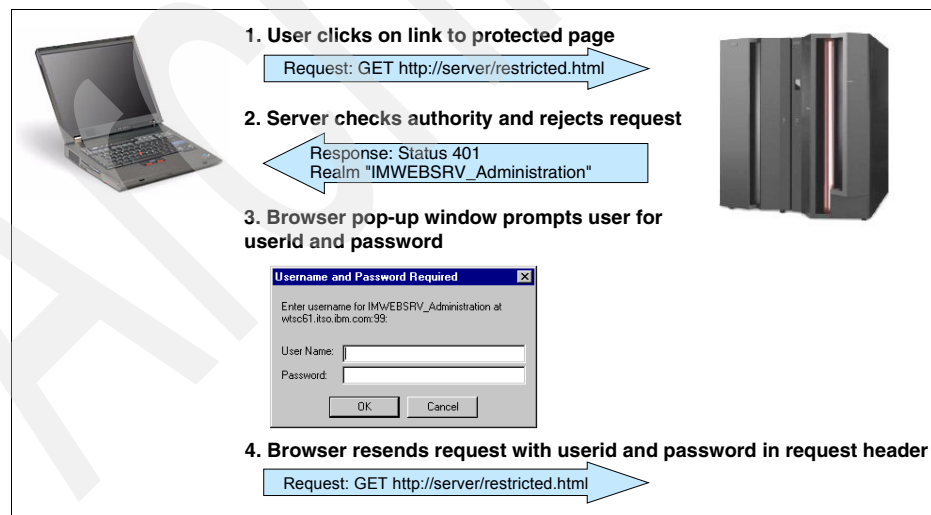 1. User clicks on link to protected page
Request: GET http://server/restricted.html
2. Server checks authority and rejects request
Response: Status 401
Realm "IMWEBSRV_Administration"
3. Browser pop-up window prompts user for
userId and password
Username and Password Required
Enter username for IMWEBSRV_Administration at
wtsc61.itso.ibm.com:99:
User Name:
Password:
OK Cancel
4. Browser resends request with userid and password in request header
Request: GET http://server/restricted.html